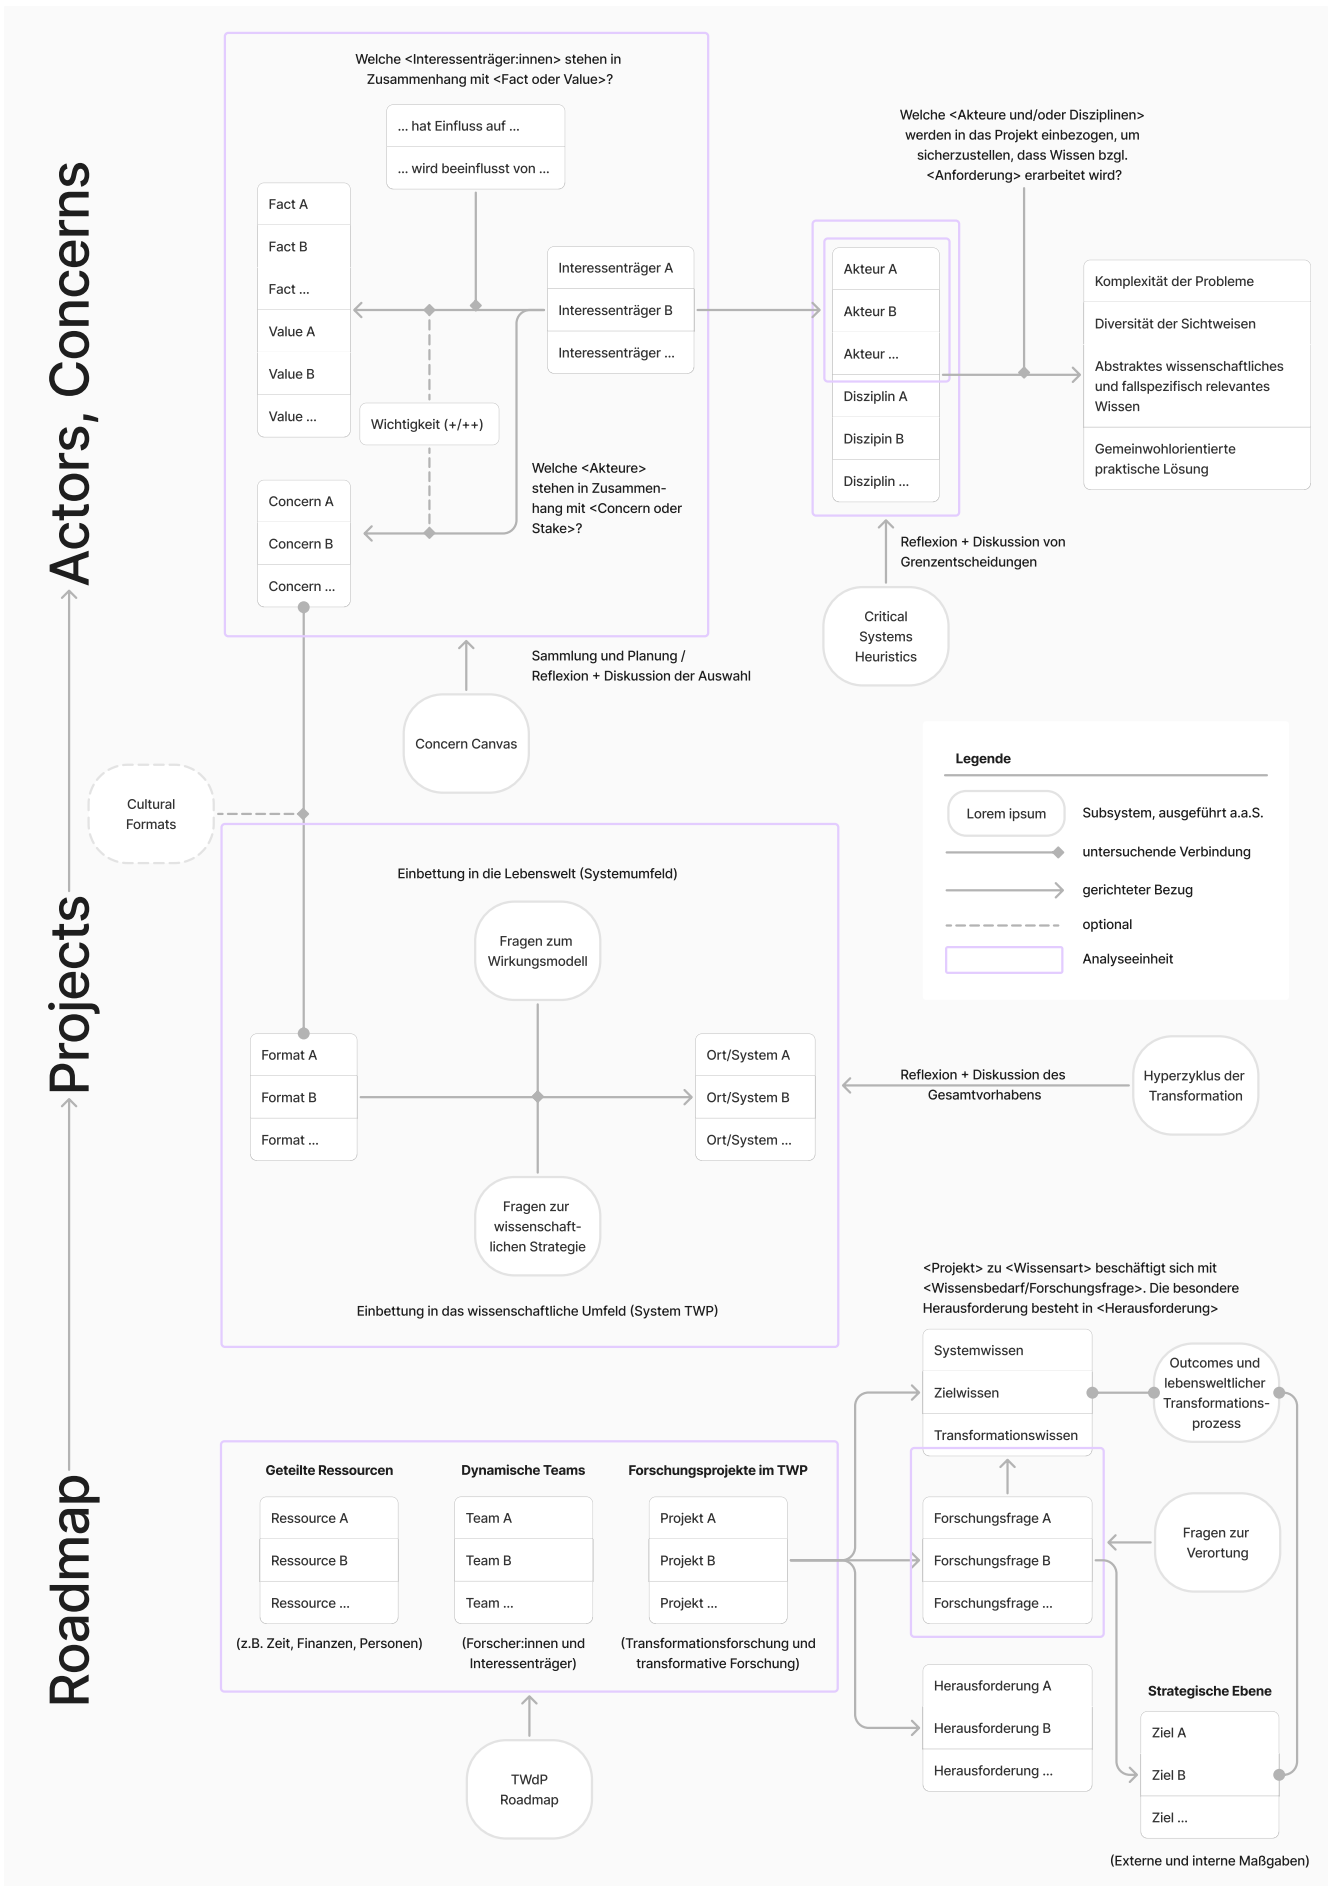 Actors, Concerns
Welche <Interessenträger:innen> stehen in
Zusammenhang mit <Fact oder Value>?
... hat Einfluss auf ...
... wird beeinflusst von ...
Fact A
Fact B
Fact ...
Value A
Value B
Value ...
Interessenträger A
Interessenträger B
Interessenträger ...
Wichtigkeit (+/++)
Concern A
Concern B
Concern ...
Welche <Akteure>
stehen in Zusammen-
hang mit <Concern oder
Stake>?
Welche <Akteure und/oder Disziplinen>
werden in das Projekt einbezogen, um
sicherzustellen, dass Wissen bzgl.
<Anforderung> erarbeitet wird?
Akteur A
Akteur B
Akteur ...
Disziplin A
Diszipin B
Disziplin ...
Komplexität der Probleme
Diversität der Sichtweisen
Abstraktes wissenschaftliches
und fallspezifisch relevantes
Wissen
Gemeinwohlorientierte
praktische Lösung
Reflexion + Diskussion von
Grenzentscheidungen
Critical
Systems
Heuristics
Sammlung und Planung /
Reflexion + Diskussion der Auswahl
Concern Canvas
Cultural
Formats
Legende
Lorem ipsum
Subsystem, ausgeführt a.a.S.
untersuchende Verbindung
gerichteter Bezug
optional
Analyseeinheit
Projects
Einbettung in die Lebenswelt (Systemumfeld)
Fragen zum
Wirkungsmodell
Format A
Format B
Format ...
Ort/System A
Ort/System B
Ort/System ...
Fragen zur
wissenschaft-
lichen Strategie
Einbettung in das wissenschaftliche Umfeld (System TWP)
Reflexion + Diskussion des
Gesamtvorhabens
Hyperzyklus der
Transformation
Roadmap
Geteilte Ressourcen
Ressource A
Ressource B
Ressource ...
(z.B. Zeit, Finanzen, Personen)
Dynamische Teams
Team A
Team B
Team ...
(Forscher:innen und
Interessenträger)
Forschungsprojekte im TWP
Projekt A
Projekt B
Projekt ...
(Transformationsforschung und
transformative Forschung)
TWdP
Roadmap
<Projekt> zu <Wissensart> beschäftigt sich mit
<Wissensbedarf/Forschungsfrage>. Die besondere
Herausforderung besteht in <Herausforderung>
Systemwissen
Zielwissen
Transformationswissen
Outcomes und
lebensweltlicher
Transformations-
prozess
Forschungsfrage A
Forschungsfrage B
Forschungsfrage ...
Fragen zur
Verortung
Herausforderung A
Herausforderung B
Herausforderung ...
Strategische Ebene
Ziel A
Ziel B
Ziel ...
(Externe und interne Maßgaben)